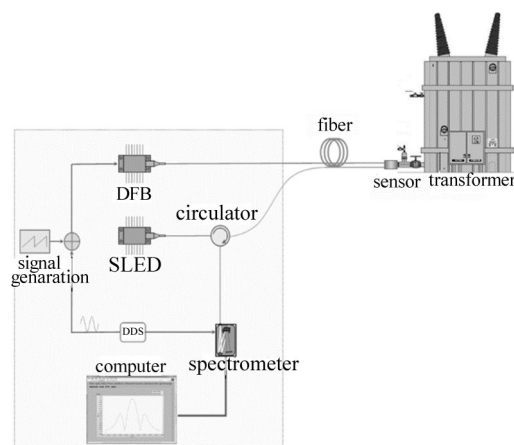 fiber
sensor
transformer
DFB
circulator
signal
genaration
SLED
DDS
spectrometer
computer